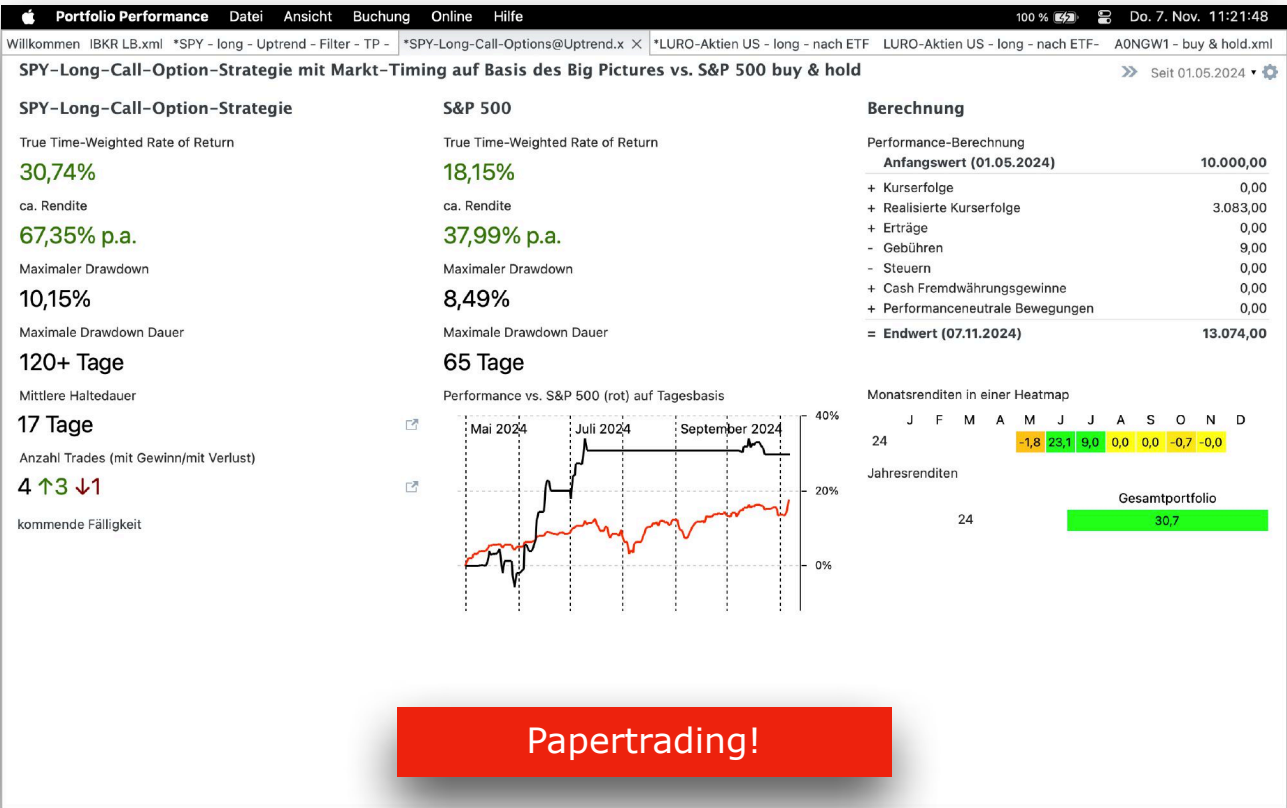 Portfolio Performance Datei Ansicht Buchung Online Hilfe 100 % Do. 7. Nov. 11:21:48
Willkommen IBKR LB.xml *SPY - long - Uptrend - Filter - TP - *SPY-Long-Call-Options@Uptrend.x *LURO-Aktien US - long - nach ETF LURO-Aktien US - long - nach ETF- A0NGW1 - buy & hold.xml
SPY-Long-Call-Option-Strategie mit Markt-Timing auf Basis des Big Pictures vs. S&P 500 buy & hold
Seit 01.05.2024
SPY-Long-Call-Option-Strategie
True Time-Weighted Rate of Return
30,74%
ca. Rendite
67,35% p.a.
Maximaler Drawdown
10,15%
Maximale Drawdown Dauer
120+ Tage
Mittlere Haltedauer
17 Tage
Anzahl Trades (mit Gewinn/mit Verlust)
4 ↑3 ↓1
kommende Fälligkeit
S&P 500
True Time-Weighted Rate of Return
18,15%
ca. Rendite
37,99% p.a.
Maximaler Drawdown
8,49%
Maximale Drawdown Dauer
65 Tage
Performance vs. S&P 500 (rot) auf Tagesbasis
Mai 2024 Juli 2024 September 2024
40%
20%
0%
Berechnung
Performance-Berechnung
Anfangswert (01.05.2024) 10.000,00
+ Kurserfolge 0,00
+ Realisierte Kurserfolge 3.083,00
+ Erträge 0,00
- Gebühren 9,00
- Steuern 0,00
+ Cash Fremdwährungsgewinne 0,00
+ Performanceneutrale Bewegungen 0,00
= Endwert (07.11.2024) 13.074,00
Monatsrenditen in einer Heatmap
J F M A M J J A S O N D
24 -1,8 23,1 9,0 0,0 0,0 -0,7 -0,0
Jahresrenditen
Gesamtportfolio
24 30,7
Papertrading!